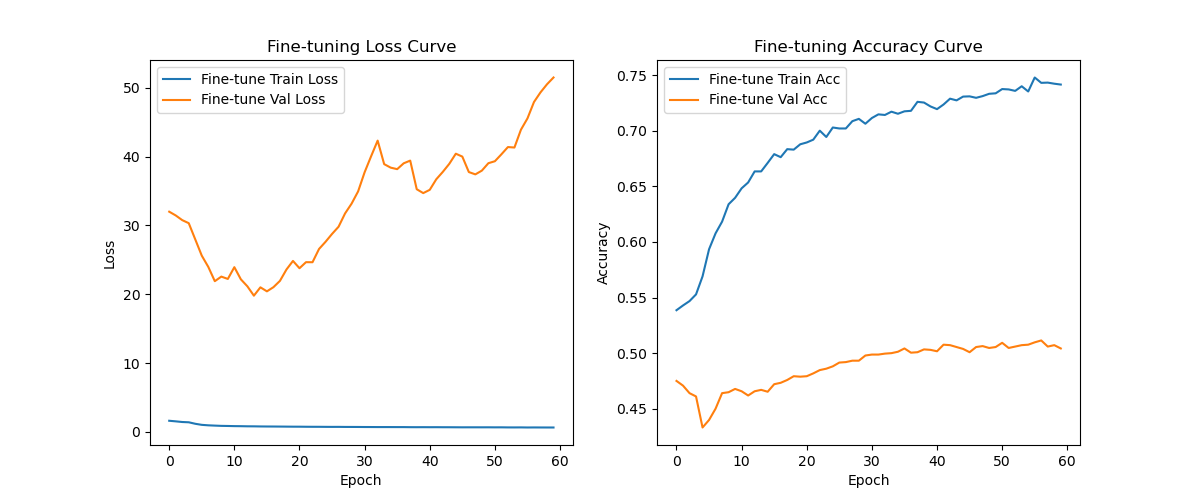 Fine-tuning Loss Curve
Fine-tune Train Loss
Fine-tune Val Loss
Loss
50
40
30
20
10
0
0 10 20 30 40 50 60
Epoch
Fine-tuning Accuracy Curve
Fine-tune Train Acc
Fine-tune Val Acc
Accuracy
0.75
0.70
0.65
0.60
0.55
0.50
0.45
0 10 20 30 40 50 60
Epoch